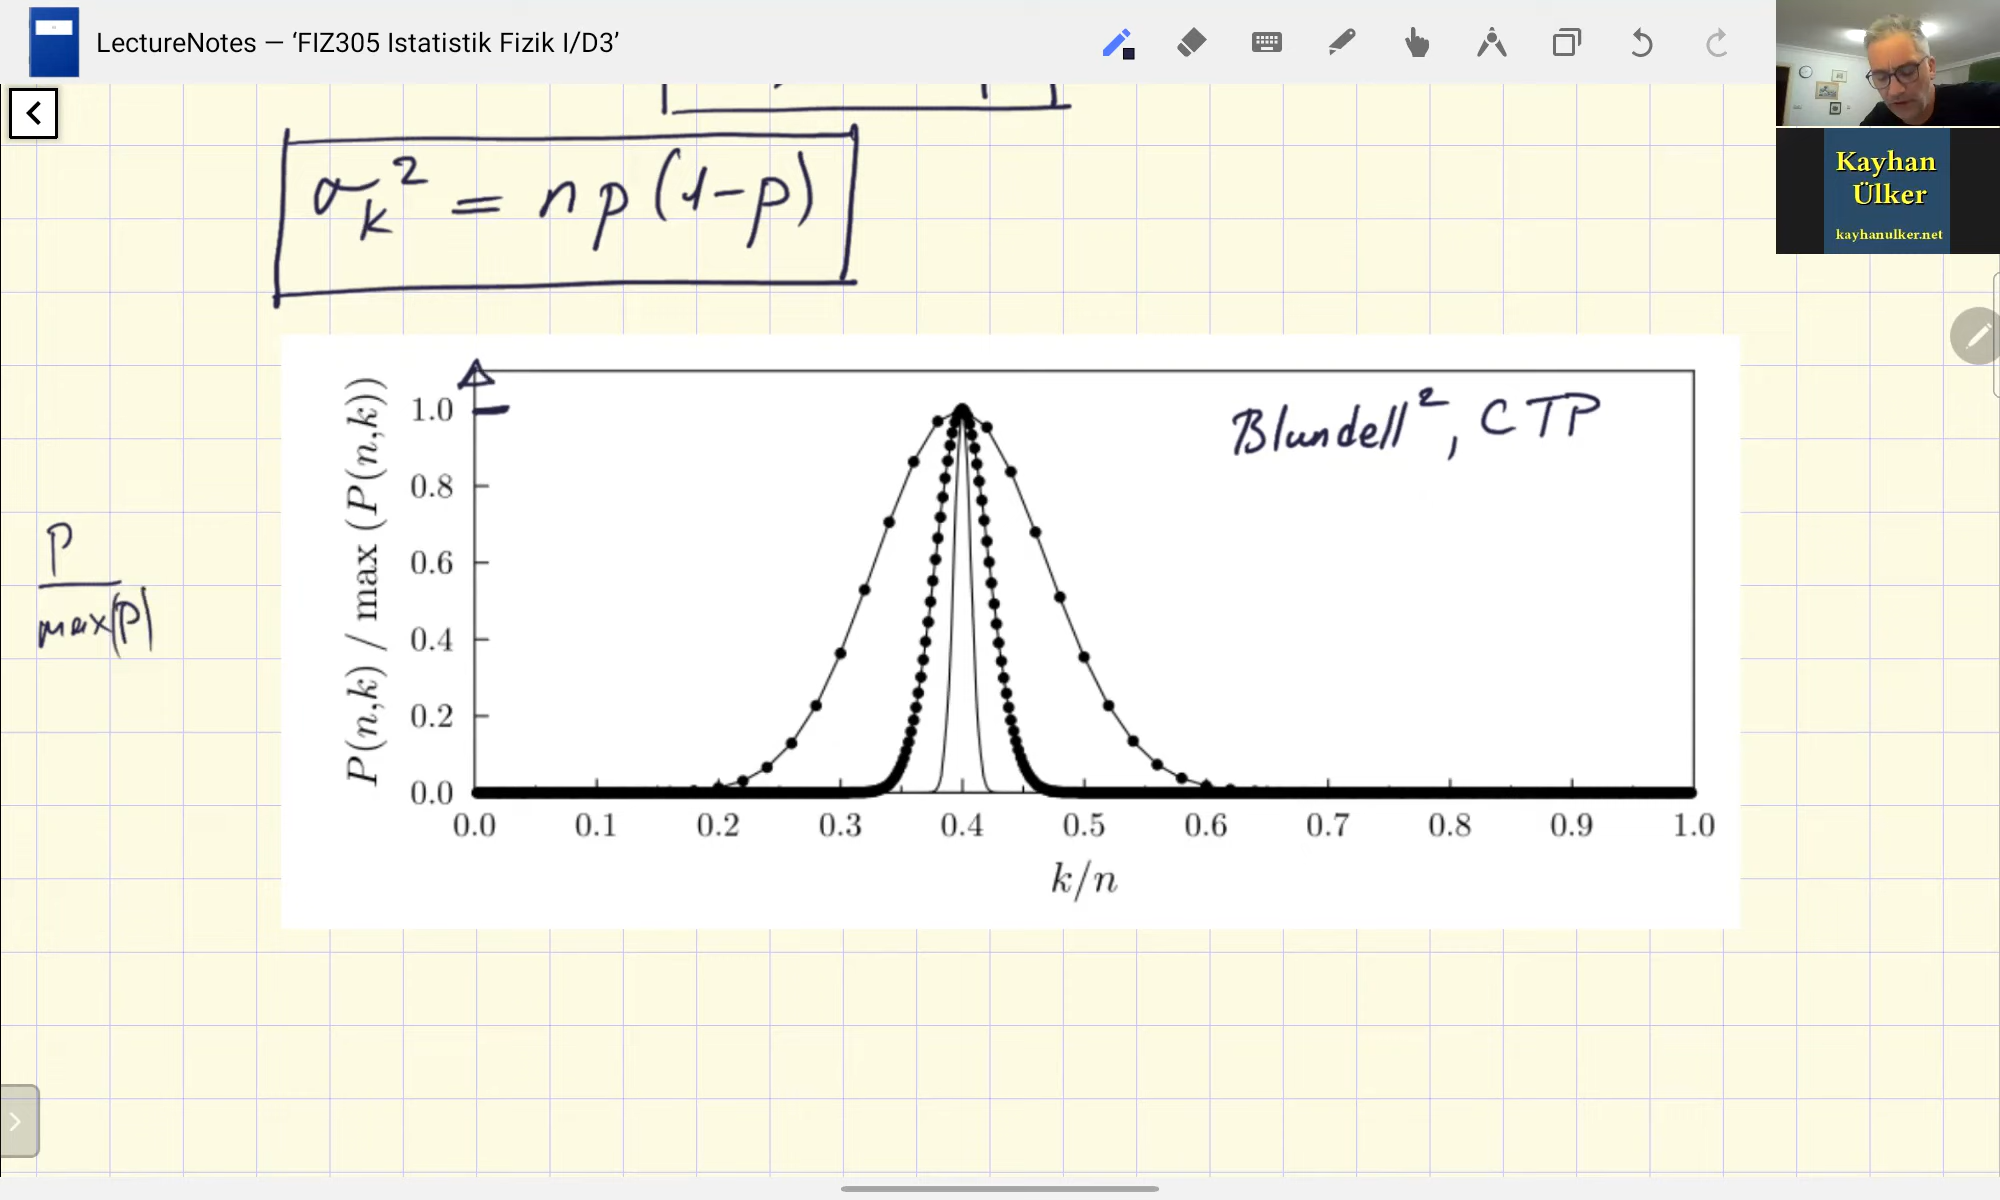 LectureNotes — ‘FIZ305 Istatistik Fizik I/D3’
Kayhan
Ülker
kayhanulker.net
σₖ² = np(1-p)
P
max(P)
P(n,k) / max (P(n,k))
Blundell², CTP
1.0
0.8
0.6
0.4
0.2
0.0
0.0 0.1 0.2 0.3 0.4 0.5 0.6 0.7 0.8 0.9 1.0
k/n